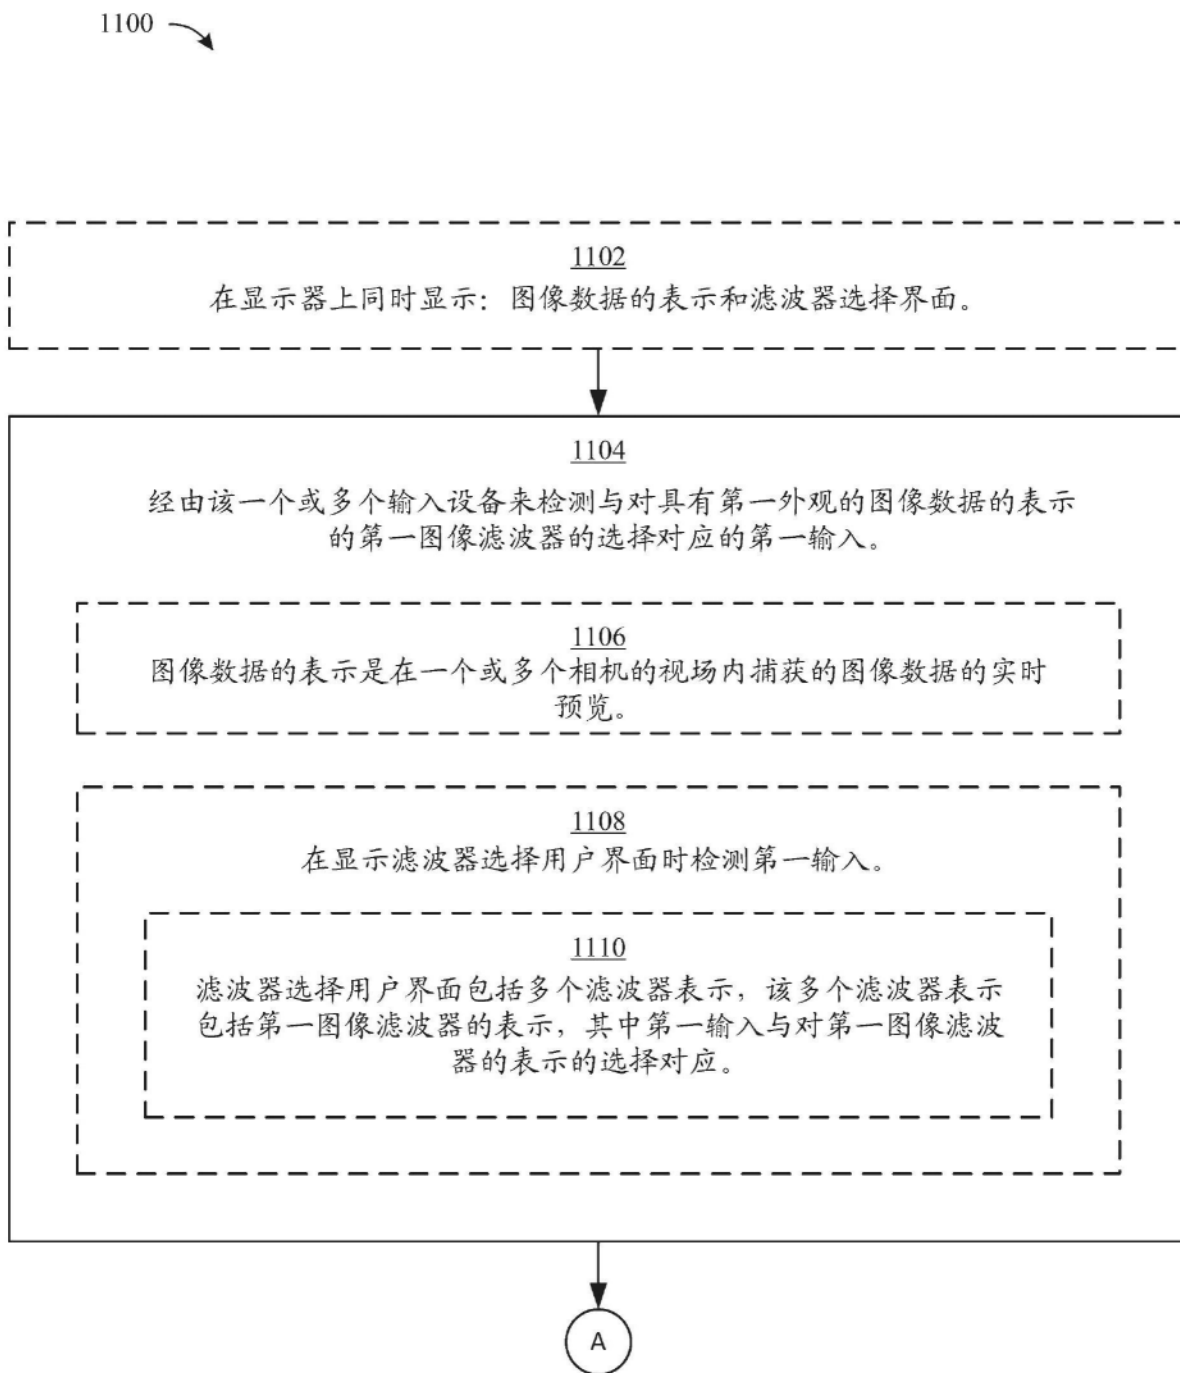 1100
1102
在显示器上同时显示：图像数据的表示和滤波器选择界面。
1104
经由该一个或多个输入设备来检测与对具有第一外观的图像数据的表示
的第一图像滤波器的选择对应的第一输入。
1106
图像数据的表示是在一个或多个相机的视场内捕获的图像数据的实时
预览。
1108
在显示滤波器选择用户界面时检测第一输入。
1110
滤波器选择用户界面包括多个滤波器表示，该多个滤波器表示
包括第一图像滤波器的表示，其中第一输入与对第一图像滤波
器的表示的选择对应。
A